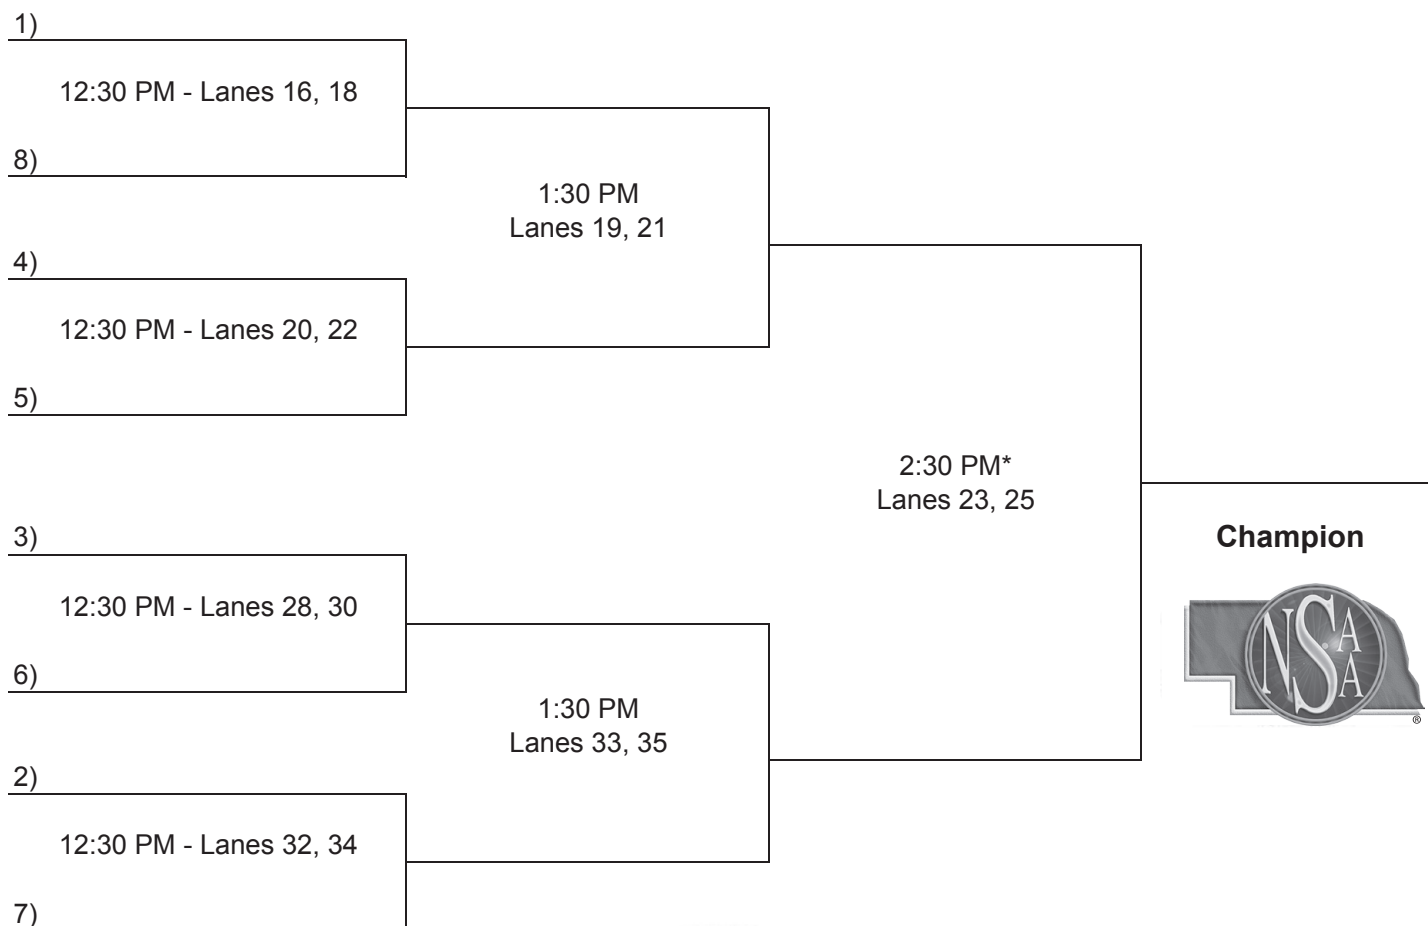 1)
12:30 PM - Lanes 16, 18
8)
1:30 PM
Lanes 19, 21
4)
12:30 PM - Lanes 20, 22
5)
2:30 PM*
Lanes 23, 25
Champion
3)
12:30 PM - Lanes 28, 30
6)
NSAA
®
1:30 PM
Lanes 33, 35
2)
12:30 PM - Lanes 32, 34
7)